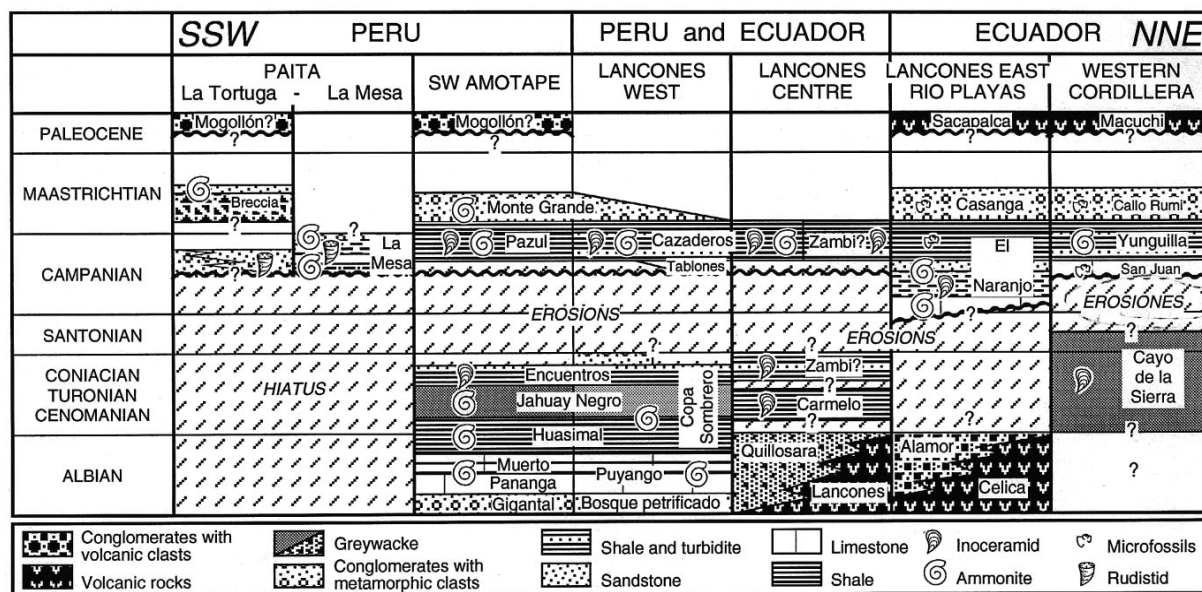 SSW PERU PERU and ECUADOR ECUADOR NNE
PAITA
La Tortuga - La Mesa
SW AMOTAPE
LANCONES
WEST
LANCONES
CENTRE
LANCONES EAST
RIO PLAYAS
WESTERN
CORDILLERA
PALEOCENE
Mogollón?
?
Mogollón?
?
Sacapalca
?
Macuchi
?
MAASTRICHTIAN
Breccia
?
?
Monte Grande
Casanga
Callo Rumi
CAMPANIAN
?
La
Mesa
Pazul
Cazaderos
Tablones
Zambi?
El
Naranjo
?
Yunguilla
San Juan
EROSIONES
EROSIONS
EROSIONS
SANTONIAN
?
CONIACIAN
TURONIAN
CENOMANIAN
HIATUS
?
Encuentros
Jahuay Negro
Huasimal
Copa
Sombrero
Zambi?
?
Carmelo
?
?
Cayo
de la
Sierra
?
ALBIAN
Muerto
Pananga
Gigantal
Puyango
Bosque petrificado
Quillosara
Lancones
Alamor
Celica
?
Conglomerates with
volcanic clasts
Volcanic rocks
Greywacke
Conglomerates with
metamorphic clasts
Shale and turbidite
Sandstone
Limestone
Shale
Inoceramid
Ammonite
Microfossils
Rudistid